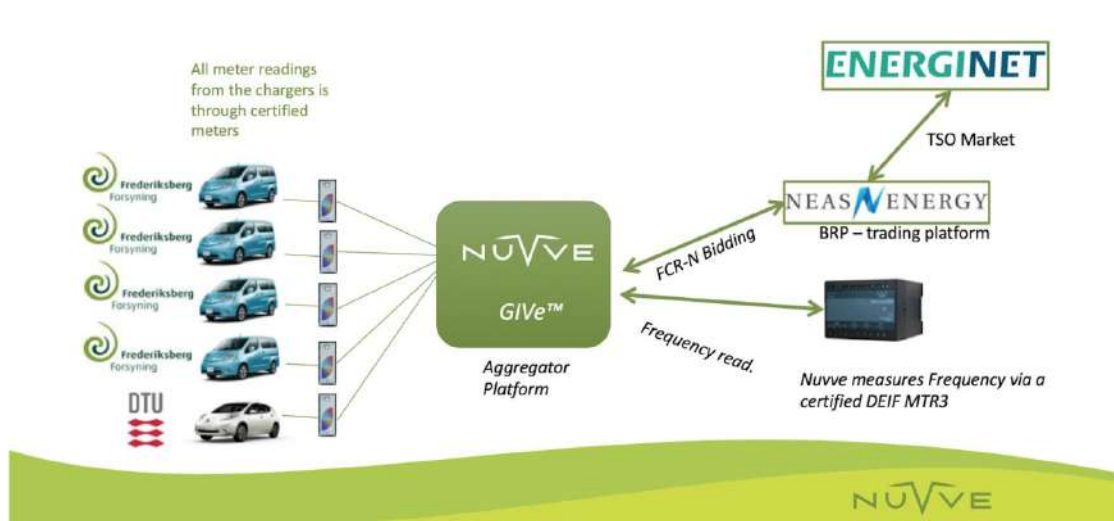 All meter readings
from the chargers is
through certified
meters
Frederiksberg
Forsyning
Frederiksberg
Forsyning
Frederiksberg
Forsyning
Frederiksberg
Forsyning
DTU
NUVVE
GIVe™
Aggregator
Platform
ENERGINET
TSO Market
NEAS ENERGY
BRP – trading platform
FCR-N Bidding
Frequency read.
Nuvve measures Frequency via a
certified DEIF MTR3
NUVVE